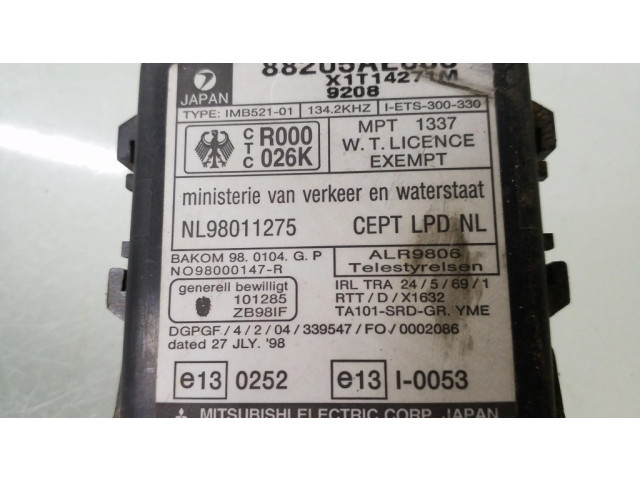 X1T14271M
9208
JAPAN
TYPE: IMB521-01 134.2KHZ I-ETS-300-330
CTC R000 026K
MPT 1337
W. T. LICENCE
EXEMPT
ministerie van verkeer en waterstaat
NL98011275 CEPT LPD NL
BAKOM 98. 0104. G. P
NO98000147-R
ALR9806
Telestyrelsen
generell bewilligt
101285
ZB98IF
IRL TRA 24/5/69/1
RTT/D/X1632
TA101-SRD-GR. YME
DGPGF/4/2/04/339547/FO/0002086
dated 27 JLY. '98
e13 0252 e13 I-0053
MITSUBISHI ELECTRIC CORP. JAPAN